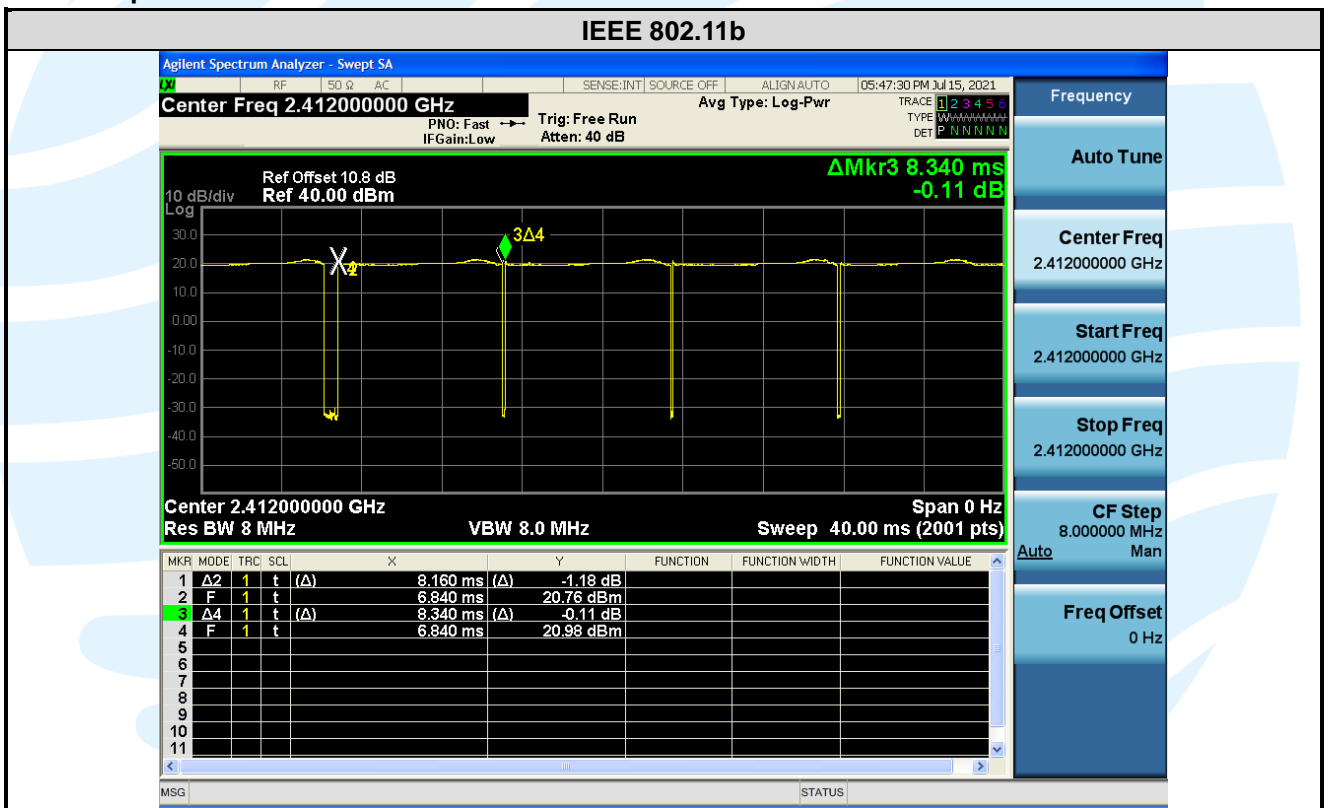 IEEE 802.11b
Agilent Spectrum Analyzer - Swept SA
LXI RF 50 Ω AC SENSE:INT SOURCE OFF ALIGN AUTO 05:47:30 PM Jul 15, 2021
Center Freq 2.412000000 GHz Avg Type: Log-Pwr TRACE 1 2 3 4 5 6
PNO: Fast Trig: Free Run TYPE WWWWWW
IFGain:Low Atten: 40 dB DET P N N N N N
ΔMkr3 8.340 ms
-0.11 dB
Ref Offset 10.8 dB
10 dB/div Ref 40.00 dBm
Log
30.0
3Δ4
20.0
10.0
0.00
-10.0
-20.0
-30.0
-40.0
-50.0
Center 2.412000000 GHz Span 0 Hz
Res BW 8 MHz VBW 8.0 MHz Sweep 40.00 ms (2001 pts)
MKR MODE TRC SCL X Y FUNCTION FUNCTION WIDTH FUNCTION VALUE
1 Δ2 1 t (Δ) 8.160 ms (Δ) -1.18 dB
2 F 1 t 6.840 ms 20.76 dBm
3 Δ4 1 t (Δ) 8.340 ms (Δ) -0.11 dB
4 F 1 t 6.840 ms 20.98 dBm
5
6
7
8
9
10
11
MSG STATUS
Frequency
Auto Tune
Center Freq
2.412000000 GHz
Start Freq
2.412000000 GHz
Stop Freq
2.412000000 GHz
CF Step
8.000000 MHz
Auto Man
Freq Offset
0 Hz